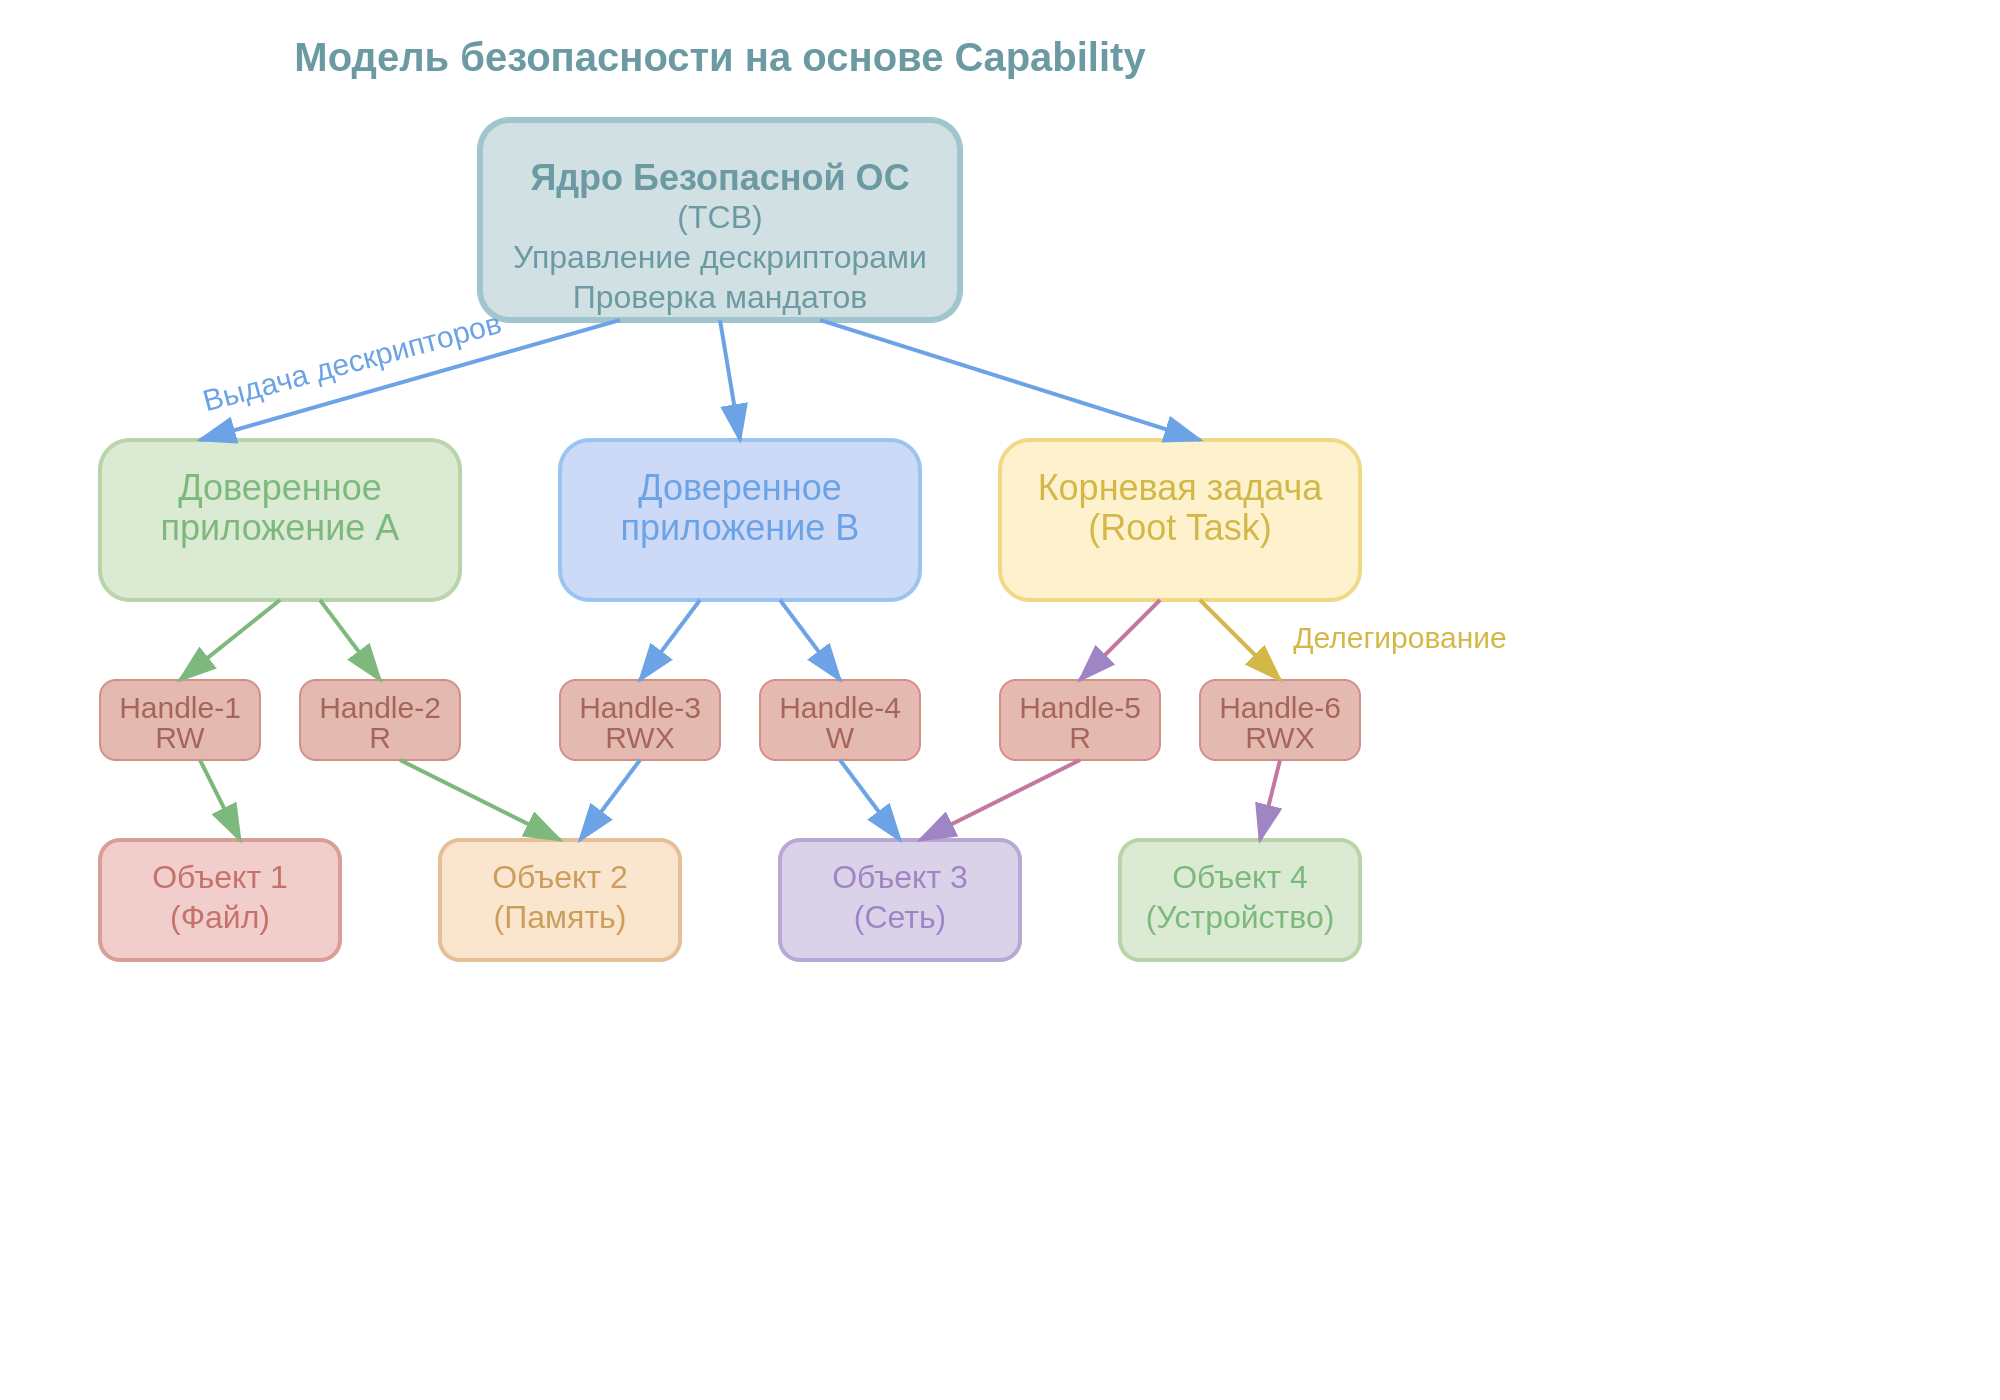 Модель безопасности на основе Capability
Ядро Безопасной ОС
(TCB)
Управление дескрипторами
Проверка мандатов
Выдача дескрипторов
Доверенное
приложение A
Доверенное
приложение B
Корневая задача
(Root Task)
Делегирование
Handle-1
RW
Handle-2
R
Handle-3
RWX
Handle-4
W
Handle-5
R
Handle-6
RWX
Объект 1
(Файл)
Объект 2
(Память)
Объект 3
(Сеть)
Объект 4
(Устройство)